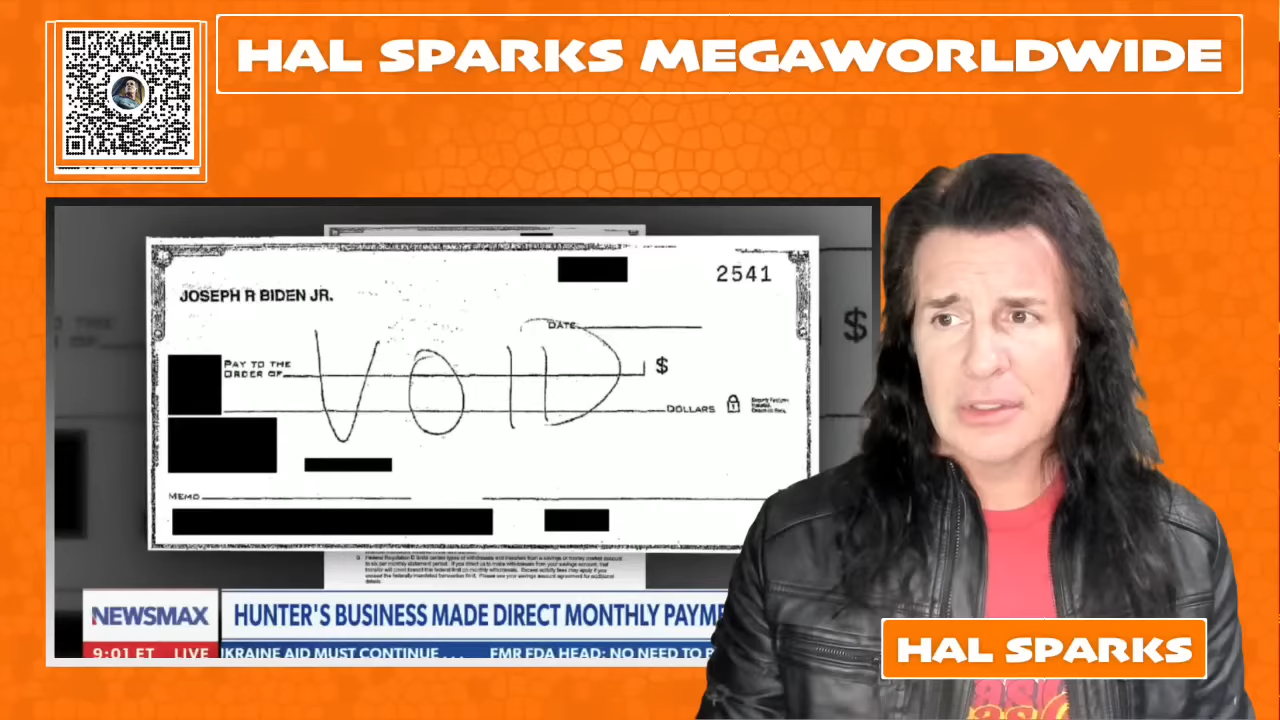 HAL SPARKS MEGAWORLDWIDE
2541
JOSEPH R BIDEN JR.
DATE
PAY TO THE
ORDER OF
$
$
VOID
DOLLARS
MEMO
NEWSMAX
HUNTER'S BUSINESS MADE DIRECT MONTHLY
9:01 ET LIVE
UKRAINE AID MUST CONTINUE . . . FMR FDA HEAD: NO NEED TO
HAL SPARKS